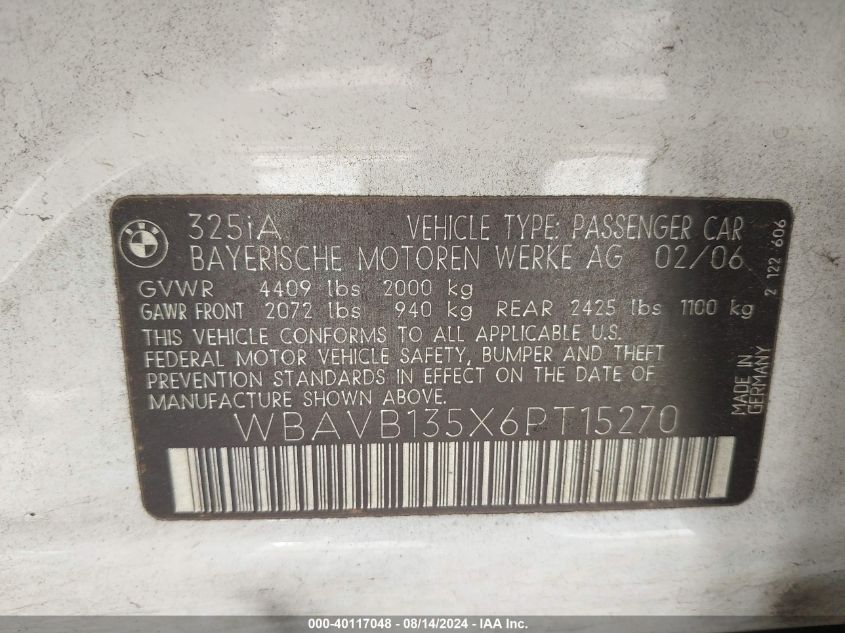 BMW
325iA VEHICLE TYPE: PASSENGER CAR
BAYERISCHE MOTOREN WERKE AG 02/06
GVWR 4409 lbs 2000 kg
GAWR FRONT 2072 lbs 940 kg REAR 2425 lbs 1100 kg
THIS VEHICLE CONFORMS TO ALL APPLICABLE U.S.
FEDERAL MOTOR VEHICLE SAFETY, BUMPER AND THEFT
PREVENTION STANDARDS IN EFFECT ON THE DATE OF
MANUFACTURE SHOWN ABOVE.
WBAVB135X6PT15270
2 122 606
MADE IN
GERMANY
000-40117048 - 08/14/2024 - IAA Inc.